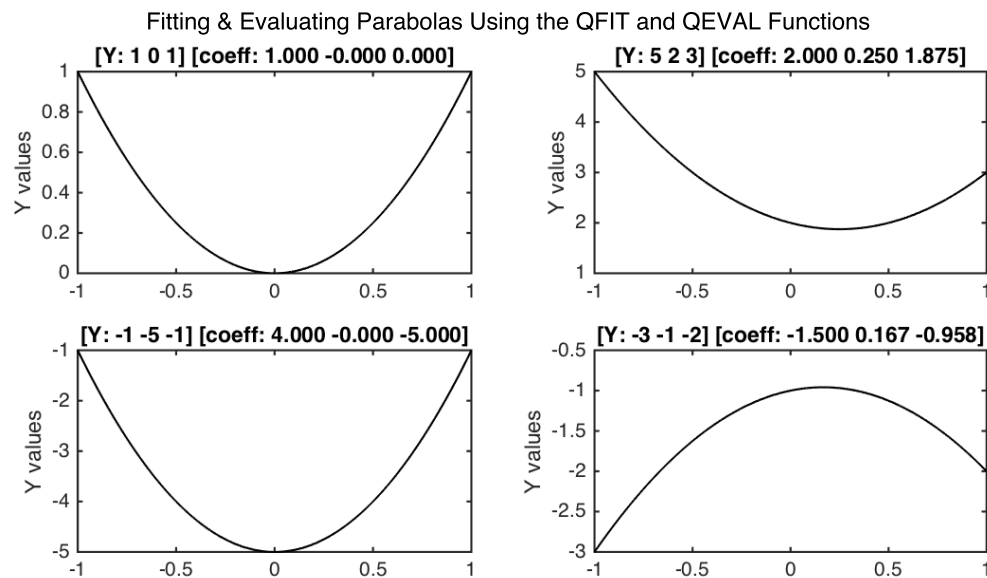 Fitting & Evaluating Parabolas Using the QFIT and QEVAL Functions
[Y: 1 0 1] [coeff: 1.000 -0.000 0.000]
1
0.8
0.6
0.4
0.2
0
Y values
-1 -0.5 0 0.5 1
[Y: 5 2 3] [coeff: 2.000 0.250 1.875]
5
4
3
2
1
Y values
-1 -0.5 0 0.5 1
[Y: -1 -5 -1] [coeff: 4.000 -0.000 -5.000]
-1
-2
-3
-4
-5
Y values
-1 -0.5 0 0.5 1
[Y: -3 -1 -2] [coeff: -1.500 0.167 -0.958]
-0.5
-1
-1.5
-2
-2.5
-3
Y values
-1 -0.5 0 0.5 1